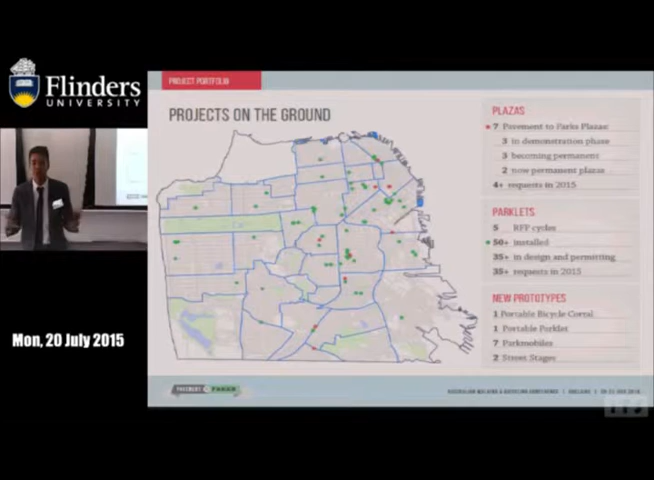 Flinders
UNIVERSITY
Mon, 20 July 2015
PROJECT PORTFOLIO
PROJECTS ON THE GROUND
PLAZAS
7 Pavement to Parks Plazas:
3 in demonstration phase
3 becoming permanent
2 now permanent plazas
4+ requests in 2015
PARKLETS
5 RFP cycles
50+ installed
35+ in design and permitting
35+ requests in 2015
NEW PROTOTYPES
1 Portable Bicycle Corral
1 Portable Parklet
7 Parkmobiles
2 Street Stages
PAVEMENT TO PARKS